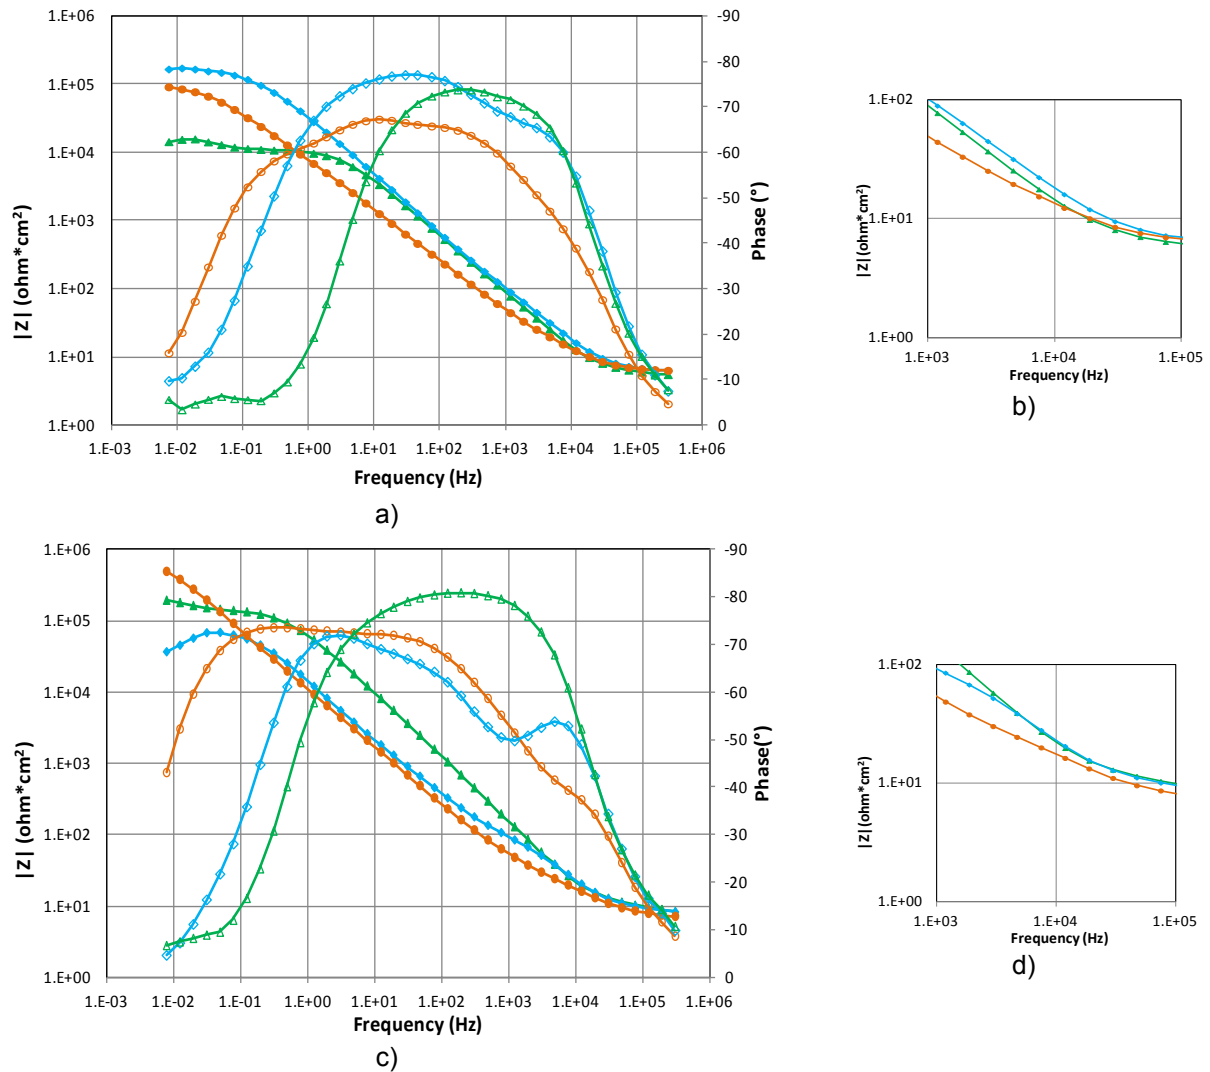 1.E+06
1.E+05
1.E+04
1.E+03
1.E+02
1.E+01
1.E+00
|Z| (ohm*cm²)
-90
-80
-70
-60
-50
-40
-30
-20
-10
0
Phase (°)
1.E-03 1.E-02 1.E-01 1.E+00 1.E+01 1.E+02 1.E+03 1.E+04 1.E+05 1.E+06
Frequency (Hz)
a)
1.E+02
1.E+01
1.E+00
|Z| (ohm*cm²)
1.E+03 1.E+04 1.E+05
Frequency (Hz)
b)
1.E+06
1.E+05
1.E+04
1.E+03
1.E+02
1.E+01
1.E+00
|Z| (ohm*cm²)
-90
-80
-70
-60
-50
-40
-30
-20
-10
0
Phase(°)
1.E-03 1.E-02 1.E-01 1.E+00 1.E+01 1.E+02 1.E+03 1.E+04 1.E+05 1.E+06
Frequency (Hz)
c)
1.E+02
1.E+01
1.E+00
|Z| (ohm*cm²)
1.E+03 1.E+04 1.E+05
Frequency (Hz)
d)